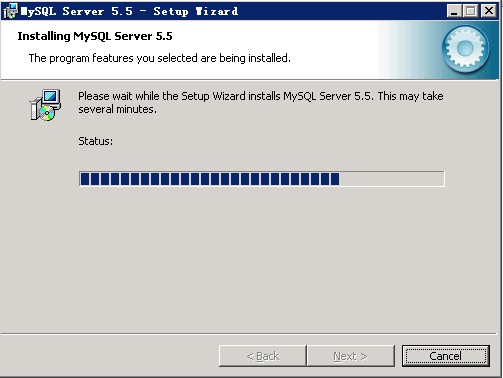 MySQL Server 5.5 - Setup Wizard
Installing MySQL Server 5.5
The program features you selected are being installed.
Please wait while the Setup Wizard installs MySQL Server 5.5. This may take
several minutes.
Status:
< Back
Next >
Cancel